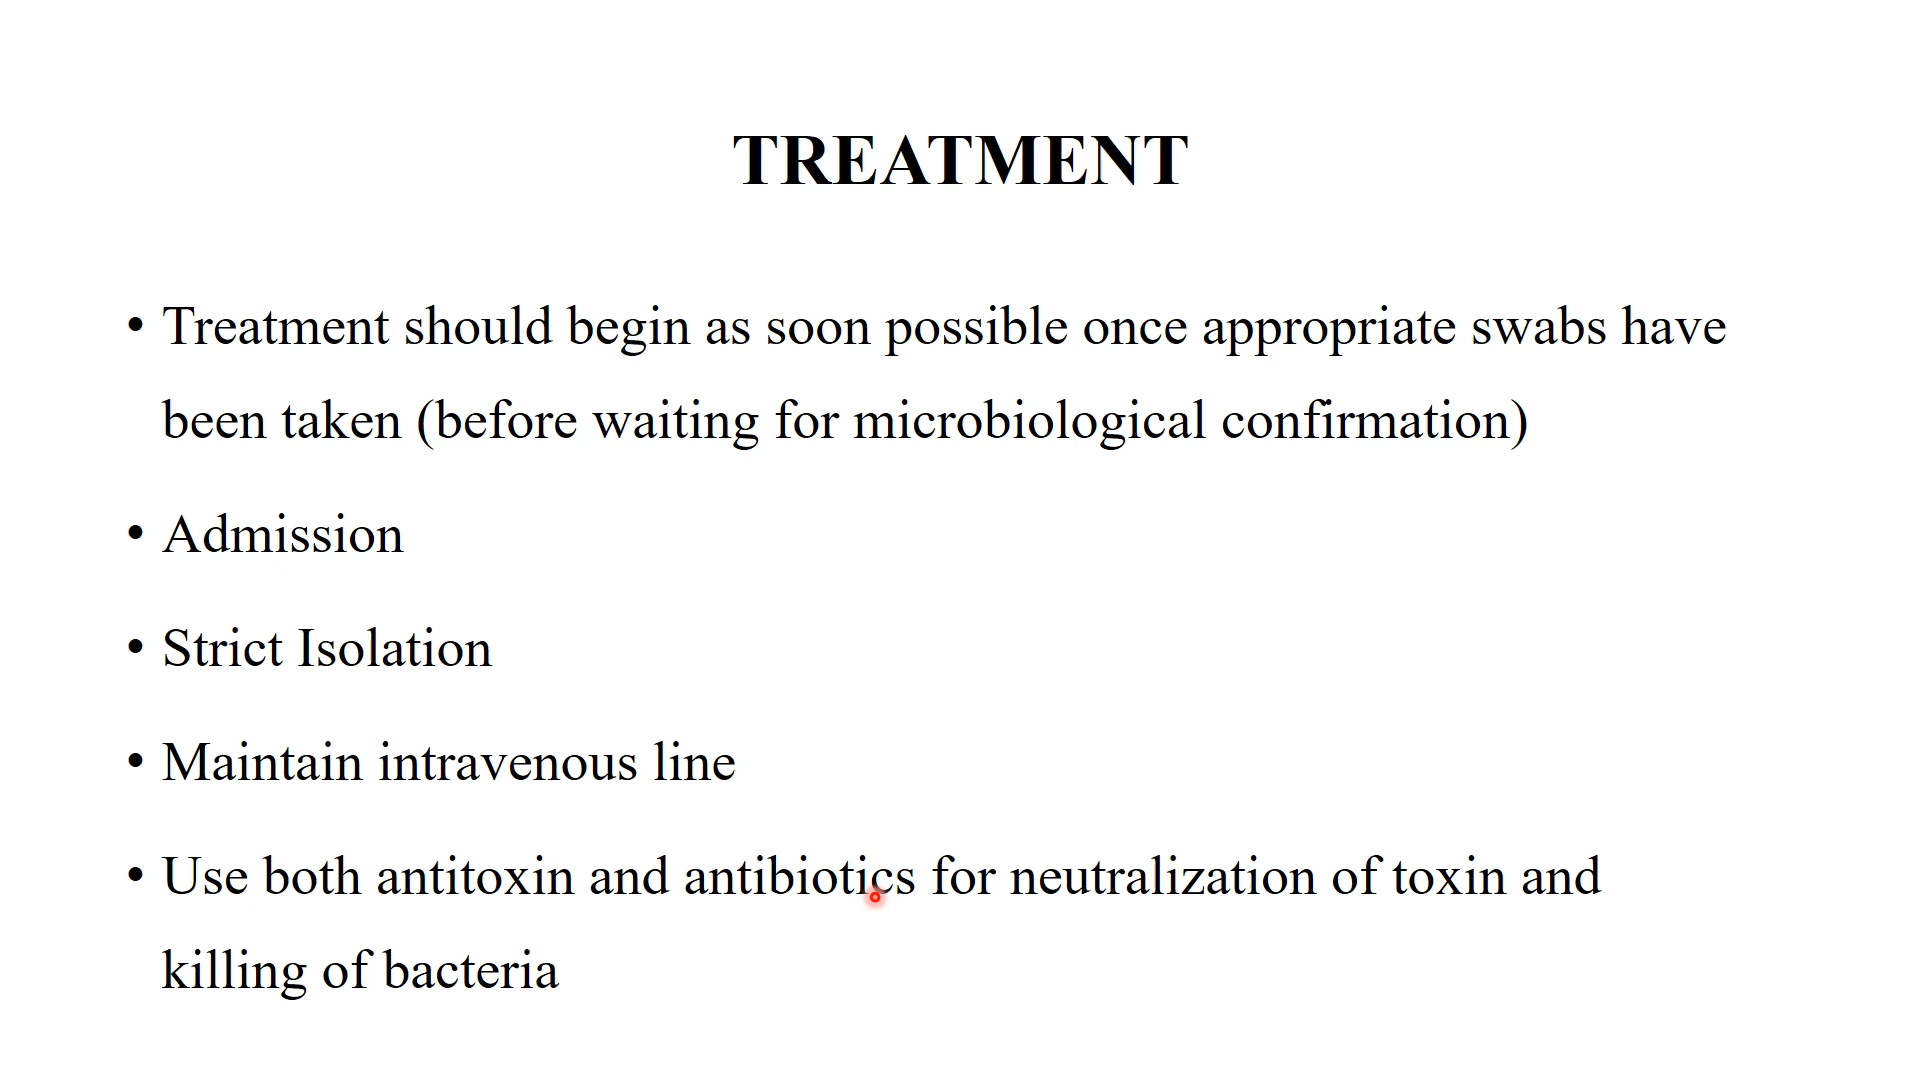 TREATMENT
• Treatment should begin as soon possible once appropriate swabs have
been taken (before waiting for microbiological confirmation)
• Admission
• Strict Isolation
• Maintain intravenous line
• Use both antitoxin and antibiotics for neutralization of toxin and
killing of bacteria